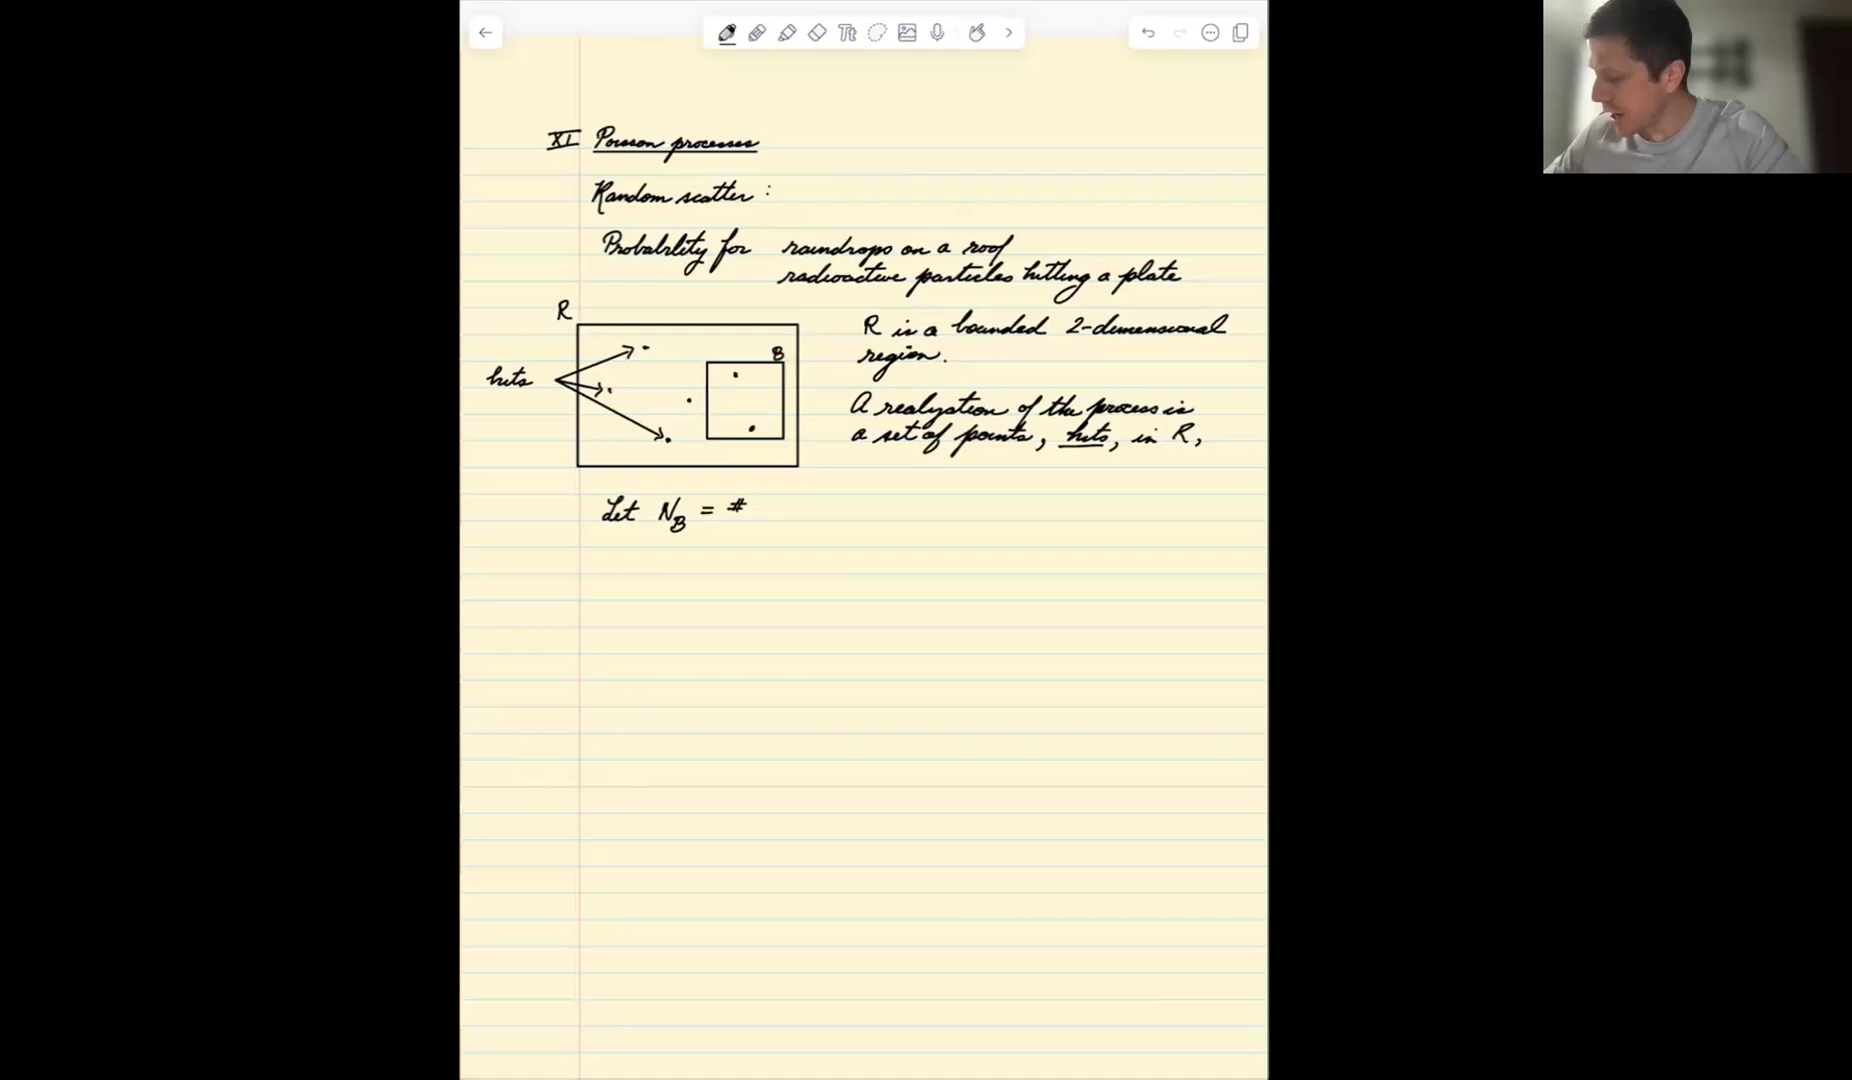 XI Poisson processes
Random scatter :
Probability for raindrops on a roof
radioactive particles hitting a plate
R
R is a bounded 2-dimensional
region.
B
hits
A realization of the process is
a set of points, hits, in R,
Let N_B = #
Tt